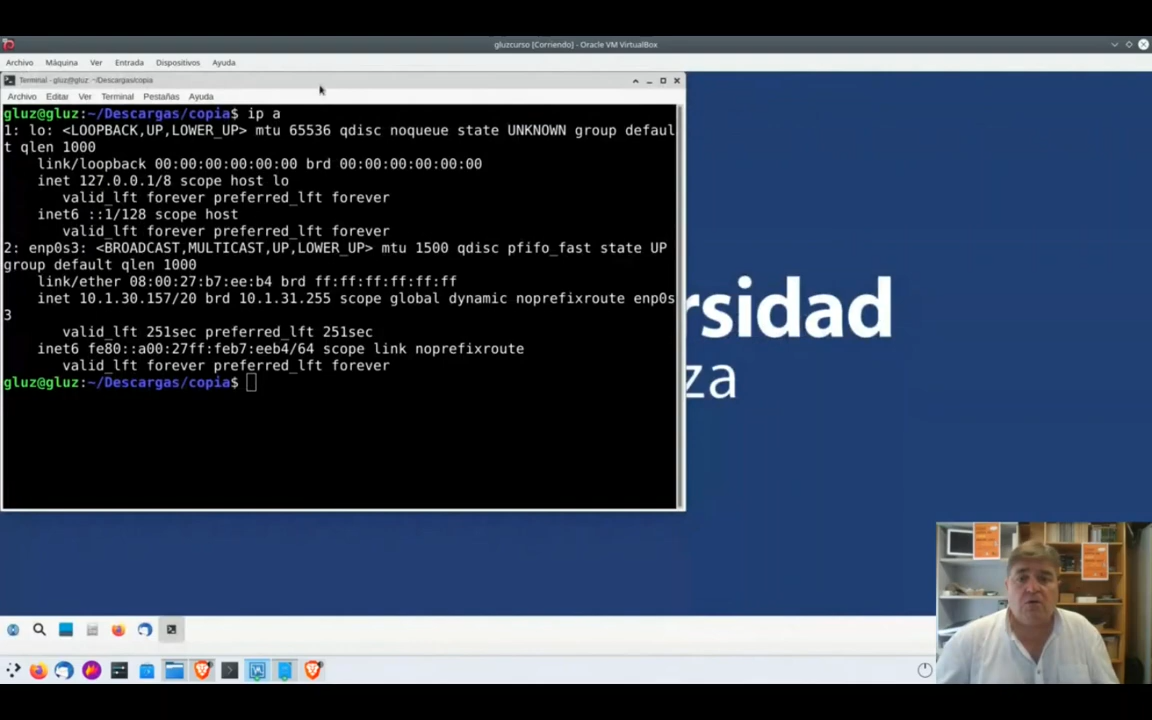 gluzcurso [Corriendo] - Oracle VM VirtualBox
Archivo Máquina Ver Entrada Dispositivos Ayuda
Terminal - gluz@gluz: ~/Descargas/copia
Archivo Editar Ver Terminal Pestañas Ayuda
gluz@gluz:~/Descargas/copia$ ip a
1: lo: <LOOPBACK,UP,LOWER_UP> mtu 65536 qdisc noqueue state UNKNOWN group defaul
t qlen 1000
link/loopback 00:00:00:00:00:00 brd 00:00:00:00:00:00
inet 127.0.0.1/8 scope host lo
valid_lft forever preferred_lft forever
inet6 ::1/128 scope host
valid_lft forever preferred_lft forever
2: enp0s3: <BROADCAST,MULTICAST,UP,LOWER_UP> mtu 1500 qdisc pfifo_fast state UP
group default qlen 1000
link/ether 08:00:27:b7:ee:b4 brd ff:ff:ff:ff:ff:ff
inet 10.1.30.157/20 brd 10.1.31.255 scope global dynamic noprefixroute enp0s
3
valid_lft 251sec preferred_lft 251sec
inet6 fe80::a00:27ff:feb7:eeb4/64 scope link noprefixroute
valid_lft forever preferred_lft forever
gluz@gluz:~/Descargas/copia$
rsidad
za